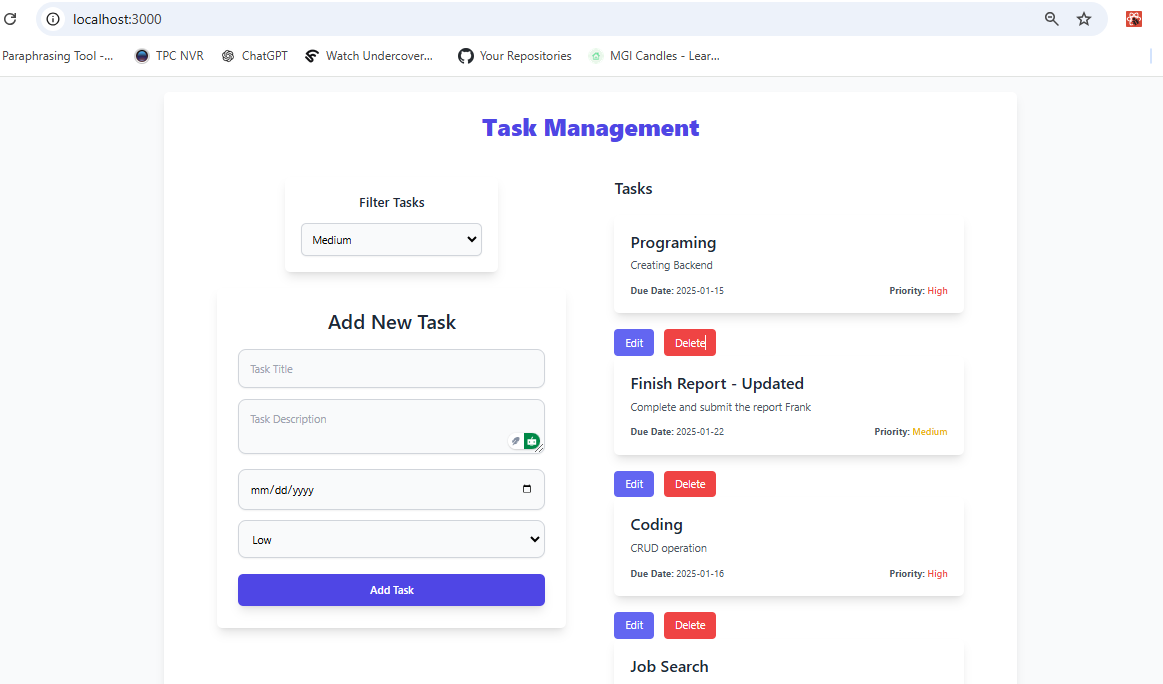 localhost:3000
Paraphrasing Tool -...
TPC NVR
ChatGPT
Watch Undercover...
Your Repositories
MGI Candles - Lear...
Task Management
Filter Tasks
Medium
Add New Task
Task Title
Task Description
mm/dd/yyyy
Low
Add Task
Tasks
Programing
Creating Backend
Due Date: 2025-01-15
Priority: High
Edit
Delete
Finish Report - Updated
Complete and submit the report Frank
Due Date: 2025-01-22
Priority: Medium
Edit
Delete
Coding
CRUD operation
Due Date: 2025-01-16
Priority: High
Edit
Delete
Job Search